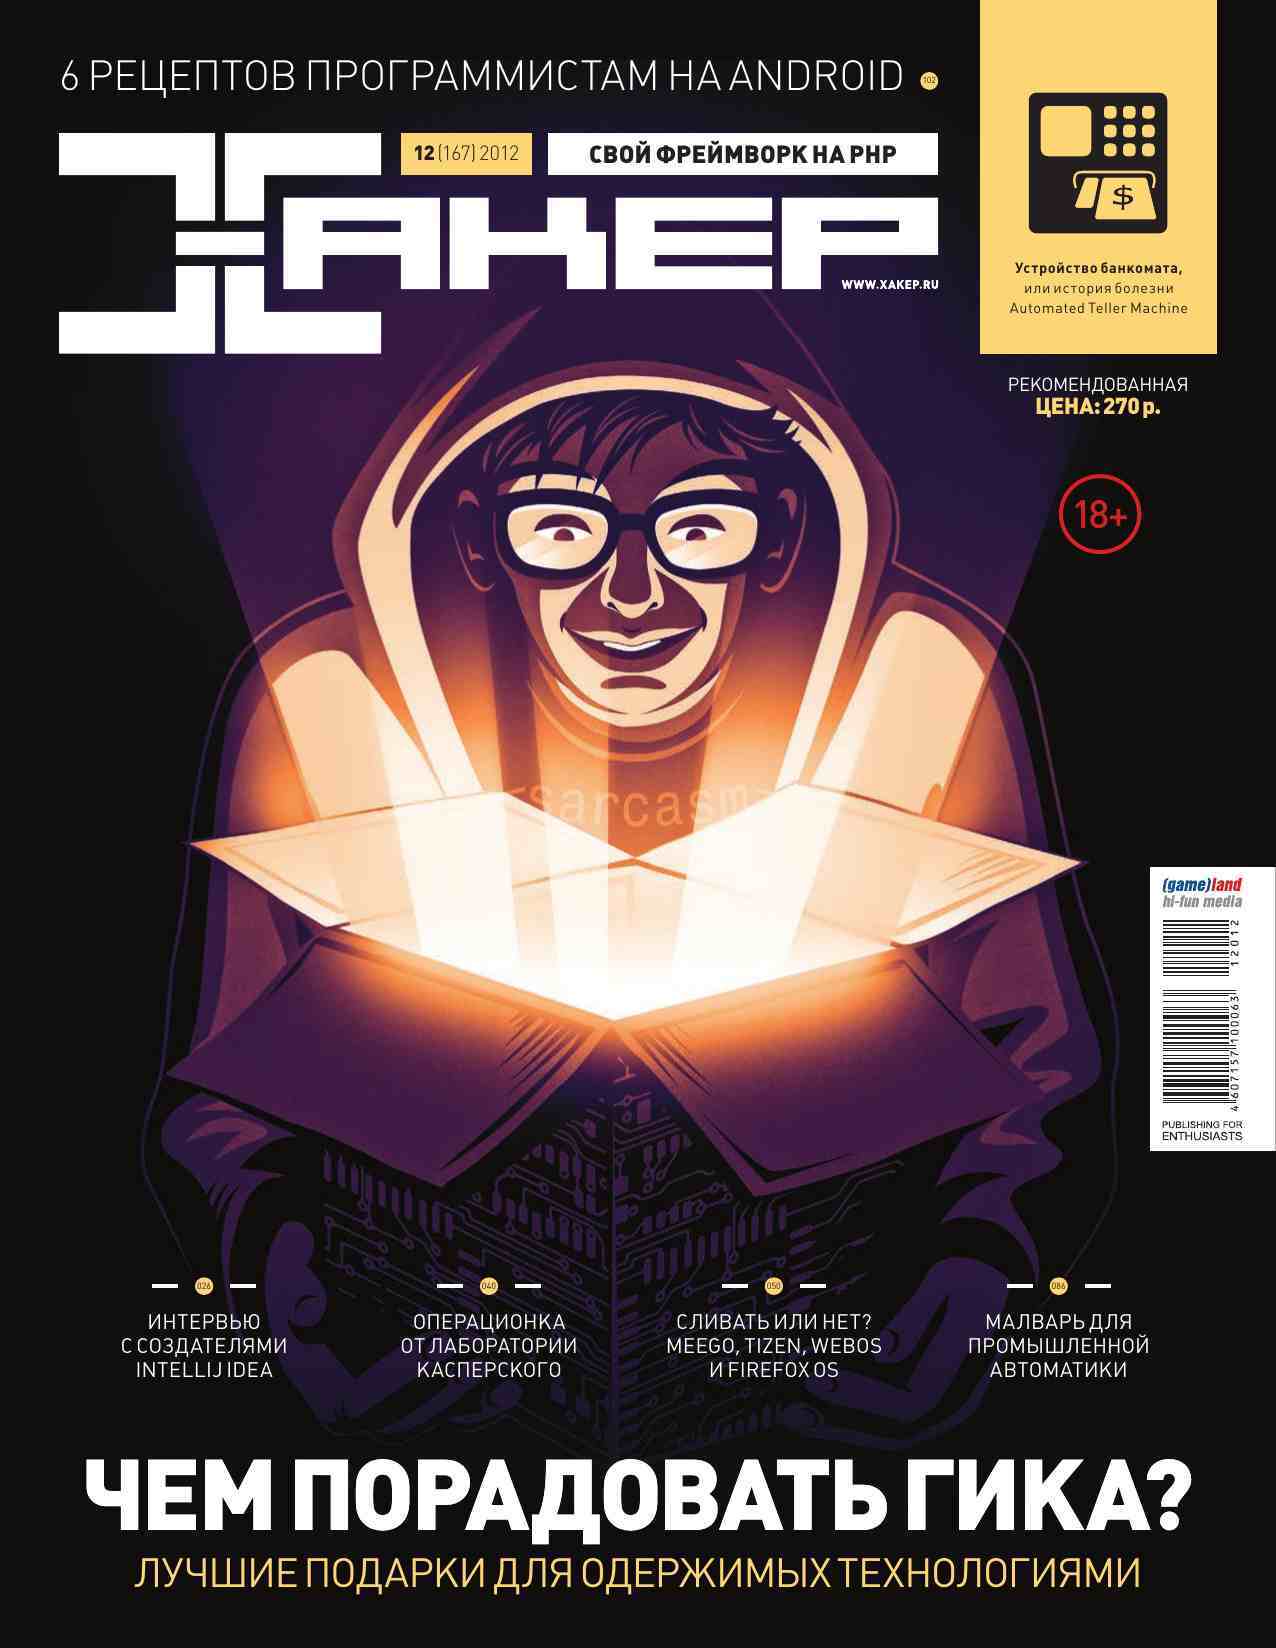 6 РЕЦЕПТОВ ПРОГРАММИСТАМ НА ANDROID 102
12 (167) 2012
СВОЙ ФРЕЙМВОРК НА PHP
ХАКЕР
WWW.XAKEP.RU
$
Устройство банкомата,
или история болезни
Automated Teller Machine
РЕКОМЕНДОВАННАЯ
ЦЕНА: 270 р.
18+
sarcasm
(game)land
hi-fun media
12012
4 607157 100063
PUBLISHING FOR
ENTHUSIASTS
026
ИНТЕРВЬЮ
С СОЗДАТЕЛЯМИ
INTELLIJ IDEA
040
ОПЕРАЦИОНКА
ОТ ЛАБОРАТОРИИ
КАСПЕРСКОГО
050
СЛИВАТЬ ИЛИ НЕТ?
MEEGO, TIZEN, WEBOS
И FIREFOX OS
086
МАЛВАРЬ ДЛЯ
ПРОМЫШЛЕННОЙ
АВТОМАТИКИ
ЧЕМ ПОРАДОВАТЬ ГИКА?
ЛУЧШИЕ ПОДАРКИ ДЛЯ ОДЕРЖИМЫХ ТЕХНОЛОГИЯМИ